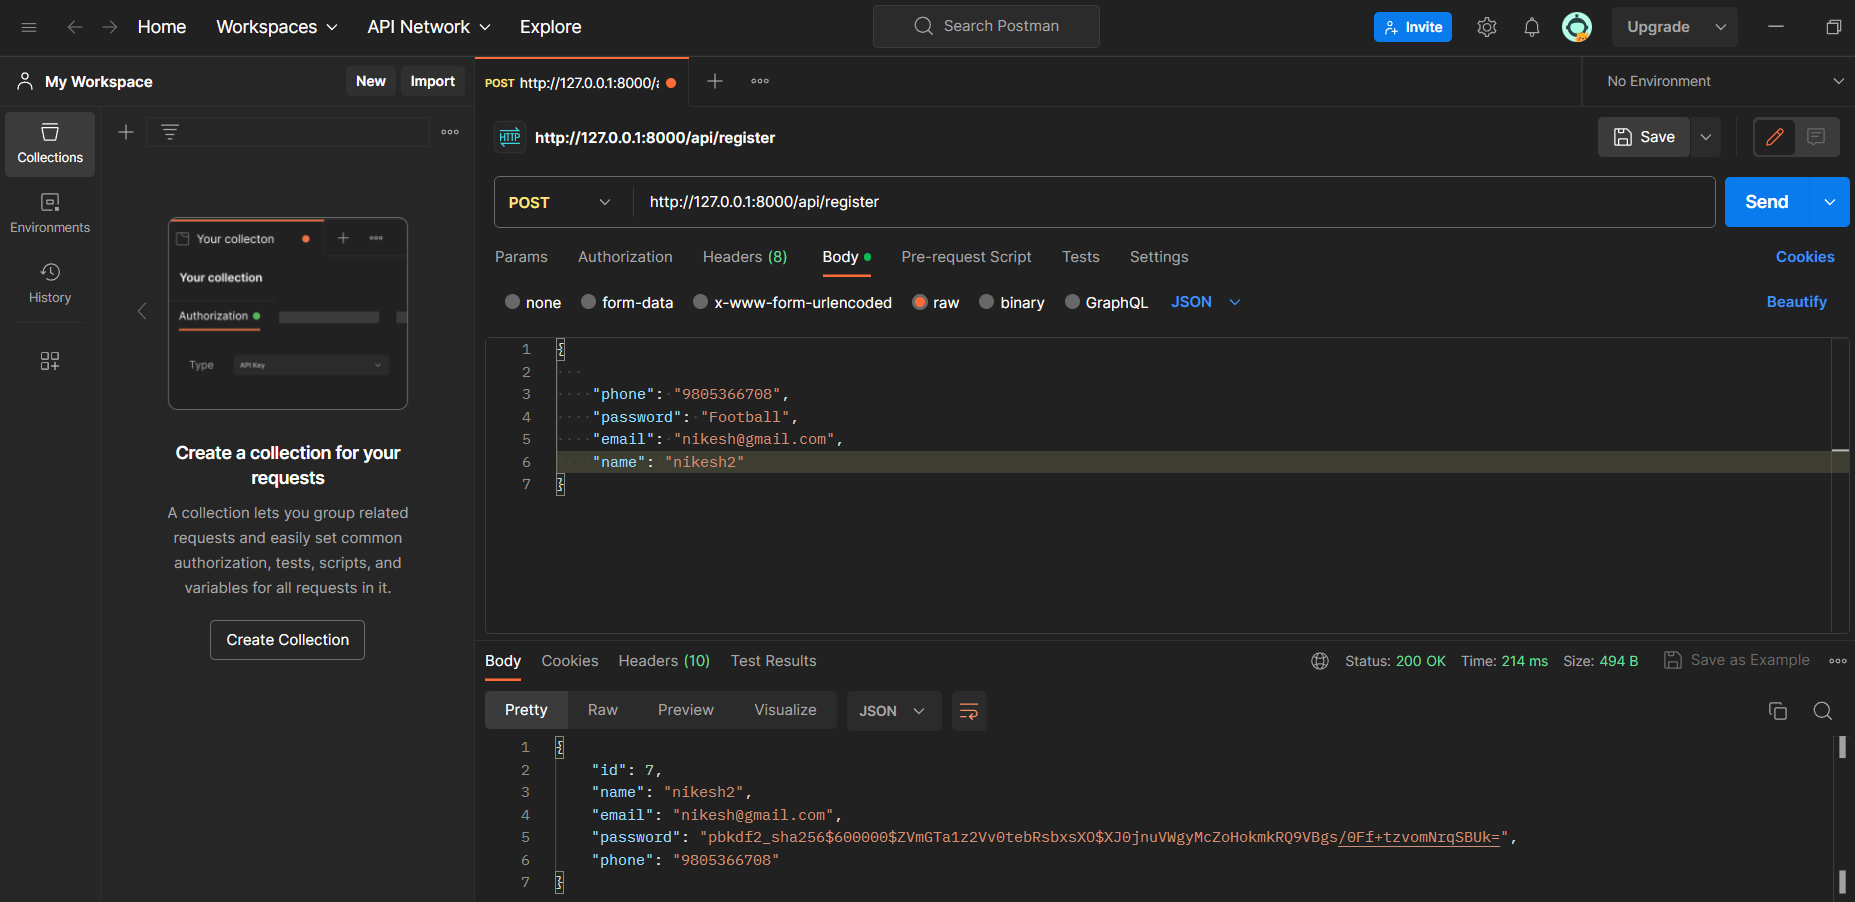 Home Workspaces API Network Explore Search Postman Invite Upgrade
My Workspace New Import POST http://127.0.0.1:8000/a No Environment
Collections
Environments
History
Your collecton
Your collection
Authorization
Type API Key
Create a collection for your
requests
A collection lets you group related
requests and easily set common
authorization, tests, scripts, and
variables for all requests in it.
Create Collection
HTTP http://127.0.0.1:8000/api/register Save
POST http://127.0.0.1:8000/api/register Send
Params Authorization Headers (8) Body Pre-request Script Tests Settings Cookies
none form-data x-www-form-urlencoded raw binary GraphQL JSON Beautify
1 {
2
3 "phone": "9805366708",
4 "password": "Football",
5 "email": "nikesh@gmail.com",
6 "name": "nikesh2"
7 }
Body Cookies Headers (10) Test Results Status: 200 OK Time: 214 ms Size: 494 B Save as Example
Pretty Raw Preview Visualize JSON
1 {
2 "id": 7,
3 "name": "nikesh2",
4 "email": "nikesh@gmail.com",
5 "password": "pbkdf2_sha256$600000$ZVmGTa1z2Vv0tebRsbxsXO$XJ0jnuVWgyMcZoHokmkRQ9VBgs/0Ff+tzvomNrqSBUk=",
6 "phone": "9805366708"
7 }